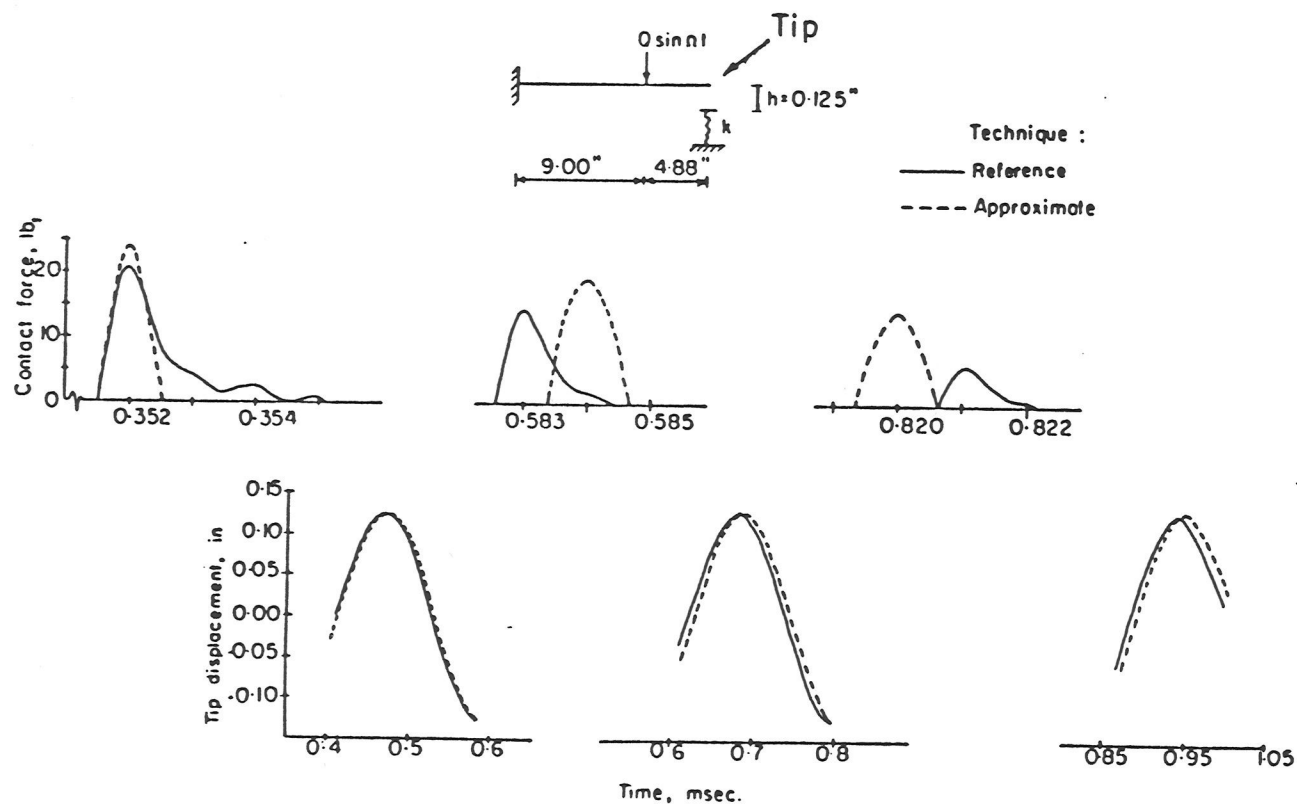 Tip
Q sin Ω t
h=0.125"
k
9.00" 4.88"
Technique :
Reference
Approximate
Contact force, lb,
20
10
0
0.352 0.354
0.583 0.585
0.820 0.822
Tip displacement, in
0.15
0.10
0.05
0.00
-0.05
-0.10
0.4 0.5 0.6
0.6 0.7 0.8
0.85 0.95 1.05
Time, msec.